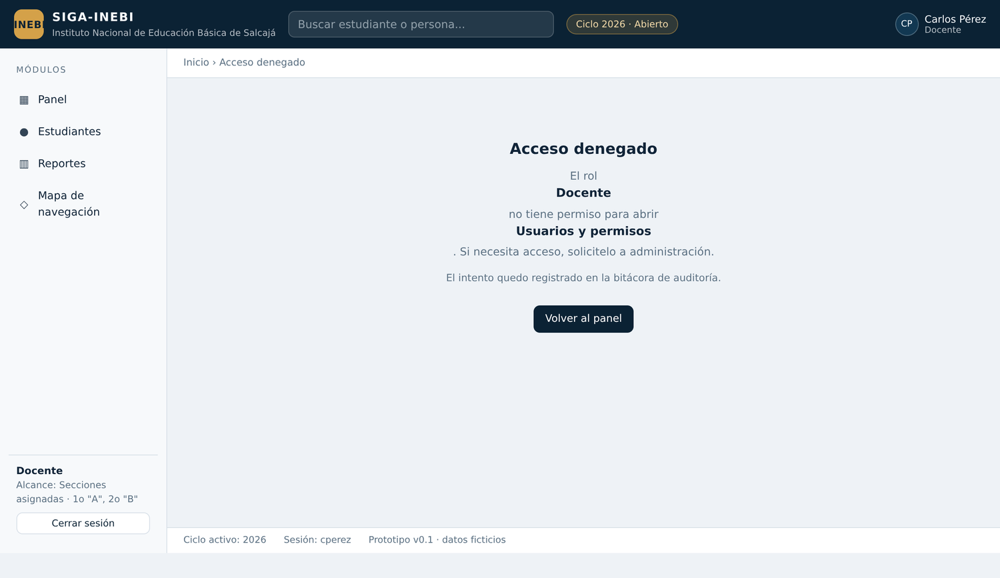 INEBI
SIGA-INEBI
Instituto Nacional de Educación Básica de Salcajá
Buscar estudiante o persona...
Ciclo 2026 · Abierto
CP
Carlos Pérez
Docente
MÓDULOS
Panel
Estudiantes
Reportes
Mapa de
navegación
Docente
Alcance: Secciones
asignadas · 1o "A", 2o "B"
Cerrar sesión
Inicio › Acceso denegado
Acceso denegado
El rol
Docente
no tiene permiso para abrir
Usuarios y permisos
. Si necesita acceso, solicitelo a administración.
El intento quedo registrado en la bitácora de auditoría.
Volver al panel
Ciclo activo: 2026
Sesión: cperez
Prototipo v0.1 · datos ficticios